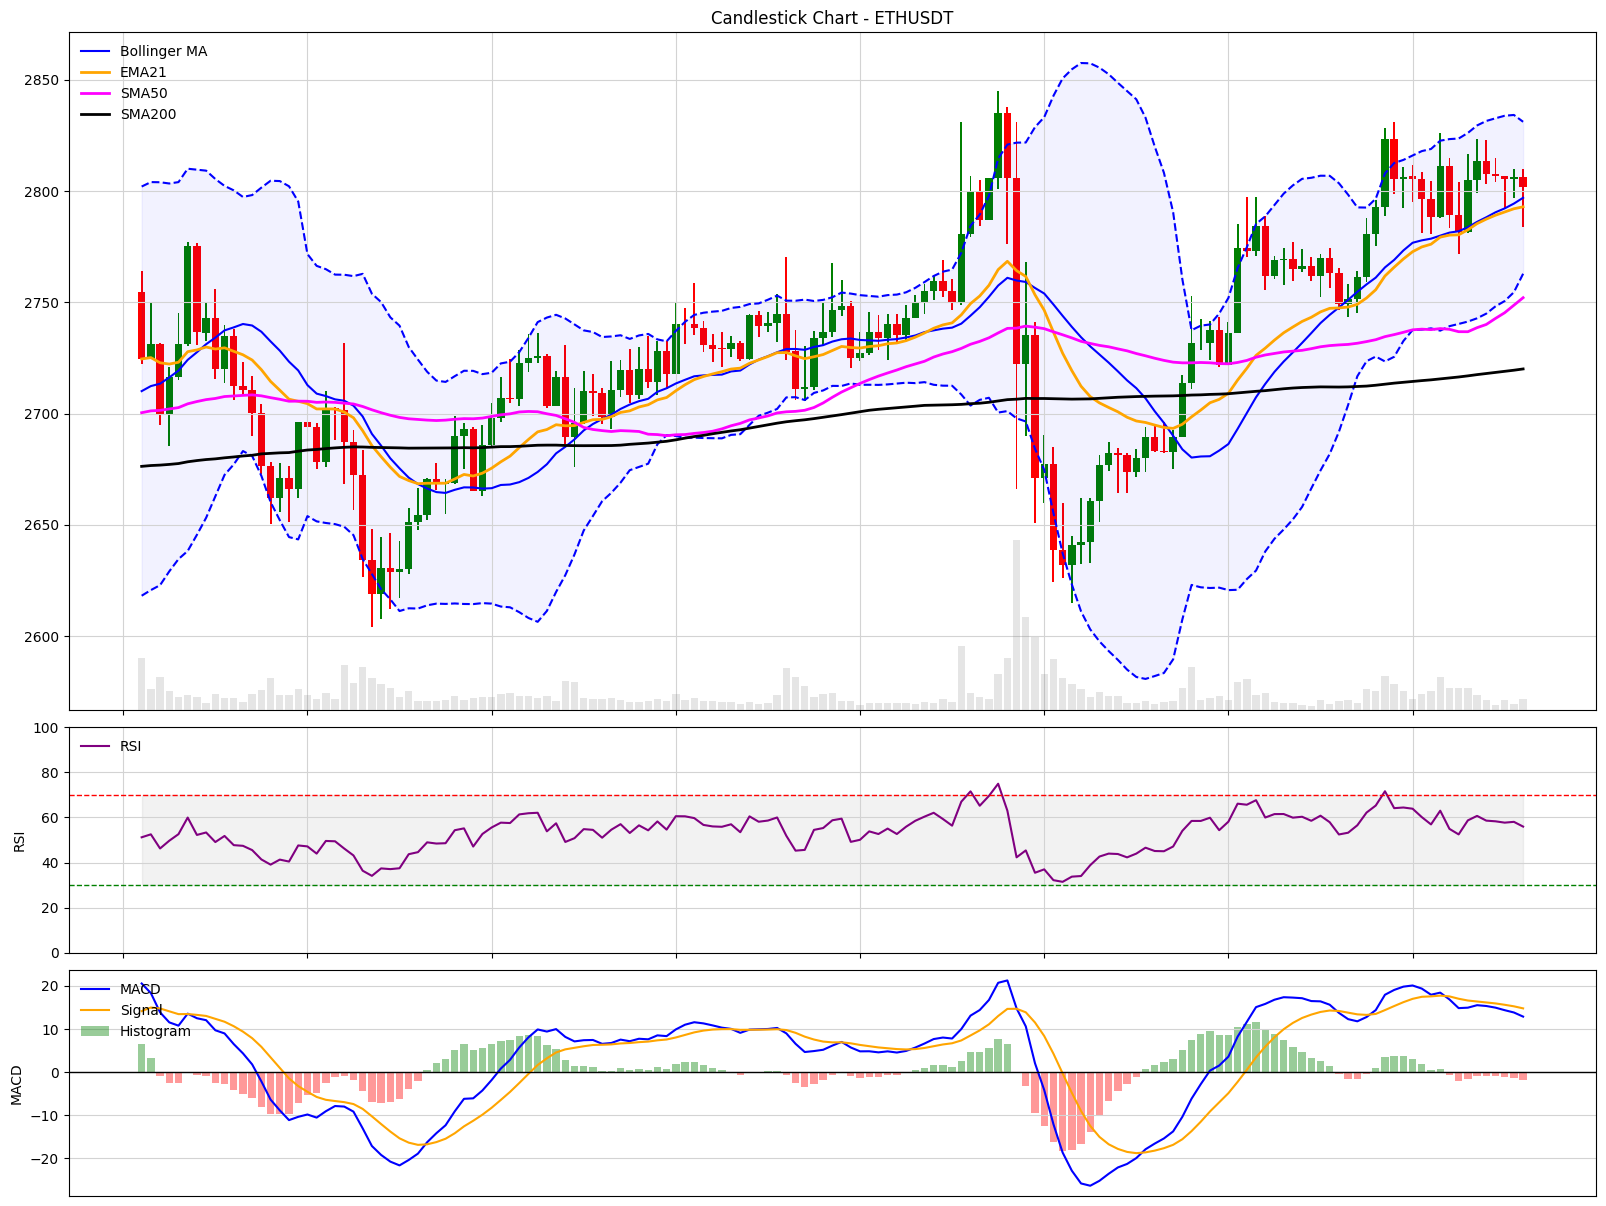 Candlestick Chart - ETHUSDT
Bollinger MA
EMA21
SMA50
SMA200
2850
2800
2750
2700
2650
2600
RSI
100
80
60
40
20
0
RSI
MACD
Signal
Histogram
20
10
0
−10
−20
MACD